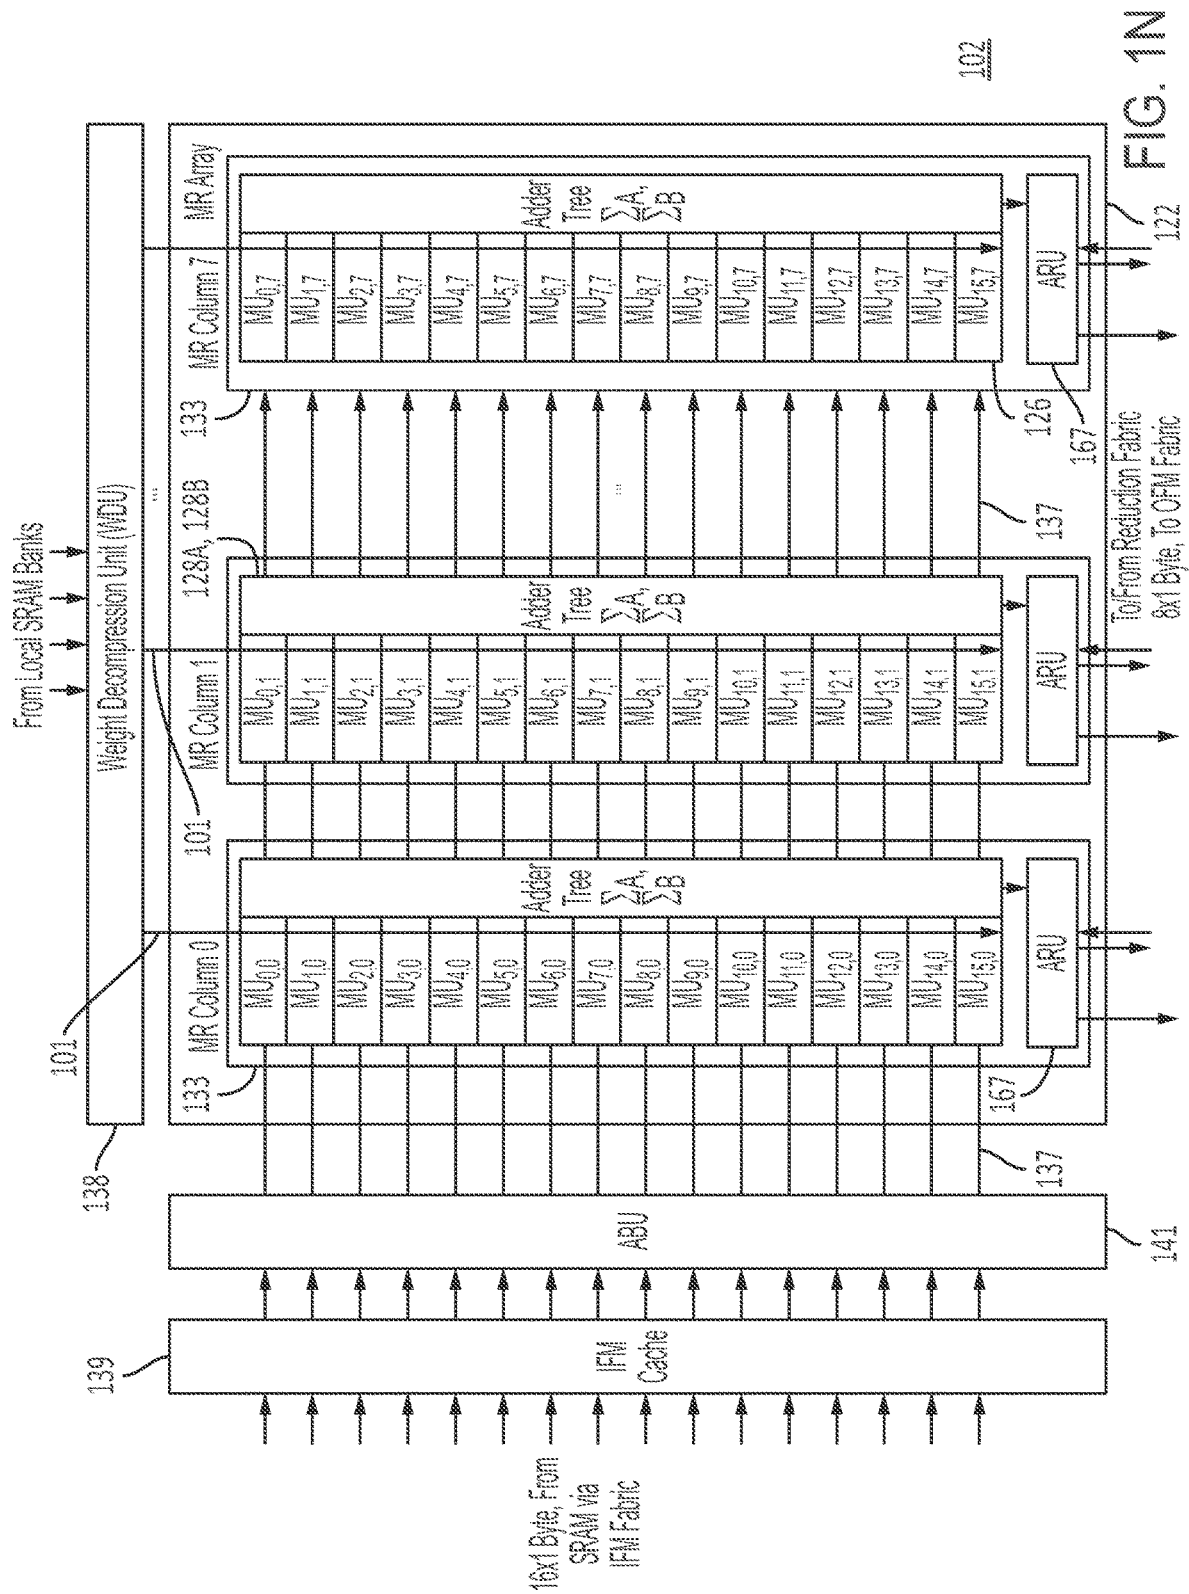 From Local SRAM Banks
Weight Decompression Unit (WDU)
138
139
101
...
133
MR Column 0
101
MR Column 1
133
MR Column 7
MR Array
128A, 128B
MU0,0
MU1,0
MU2,0
MU3,0
MU4,0
MU5,0
MU6,0
MU7,0
MU8,0
MU9,0
MU10,0
MU11,0
MU12,0
MU13,0
MU14,0
MU15,0
Adder
Tree
∑A,
∑B
MU0,1
MU1,1
MU2,1
MU3,1
MU4,1
MU5,1
MU6,1
MU7,1
MU8,1
MU9,1
MU10,1
MU11,1
MU12,1
MU13,1
MU14,1
MU15,1
Adder
Tree
∑A,
∑B
...
MU0,7
MU1,7
MU2,7
MU3,7
MU4,7
MU5,7
MU6,7
MU7,7
MU8,7
MU9,7
MU10,7
MU11,7
MU12,7
MU13,7
MU14,7
MU15,7
Adder
Tree
∑A,
∑B
16x1 Byte, From
SRAM via
IFM Fabric
IFM
Cache
ABU
137
167
ARU
ARU
137
126
167
ARU
102
141
To/From Reduction Fabric
8x1 Byte, To OFM Fabric
122
FIG. 1N